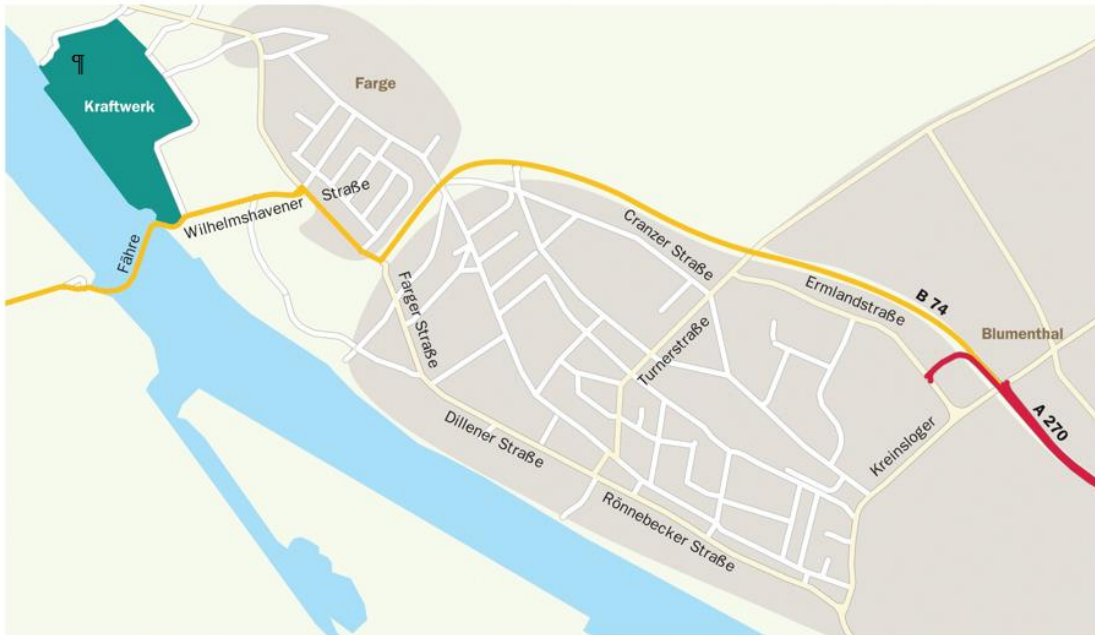 ¶
Kraftwerk
Farge
Fähre
Wilhelmshavener Straße
Farger Straße
Cranzer Straße
Turnerstraße
Ermlandstraße
B 74
Blumenthal
A 270
Kreinsloger
Dillener Straße
Rönnebecker Straße